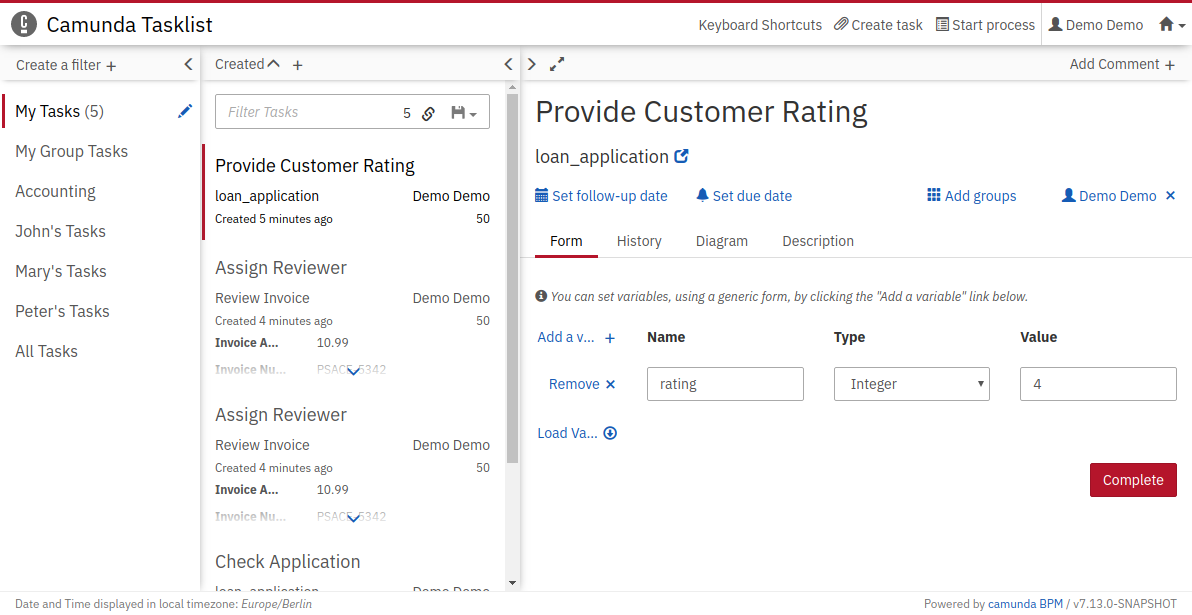 Camunda Tasklist
Keyboard Shortcuts Create task Start process Demo Demo
Create a filter +
Created +
Add Comment +
My Tasks (5)
My Group Tasks
Accounting
John's Tasks
Mary's Tasks
Peter's Tasks
All Tasks
Filter Tasks 5
Provide Customer Rating
loan_application Demo Demo
Created 5 minutes ago 50
Assign Reviewer
Review Invoice Demo Demo
Created 4 minutes ago 50
Invoice A... 10.99
Invoice Nu... PSACE-5342
Assign Reviewer
Review Invoice Demo Demo
Created 4 minutes ago 50
Invoice A... 10.99
Invoice Nu... PSACE-5342
Check Application
loan_application Demo Demo
Provide Customer Rating
loan_application
Set follow-up date Set due date Add groups Demo Demo ×
Form History Diagram Description
You can set variables, using a generic form, by clicking the "Add a variable" link below.
Add a v... + Name Type Value
Remove × rating Integer 4
Load Va...
Complete
Date and Time displayed in local timezone: Europe/Berlin
Powered by camunda BPM / v7.13.0-SNAPSHOT